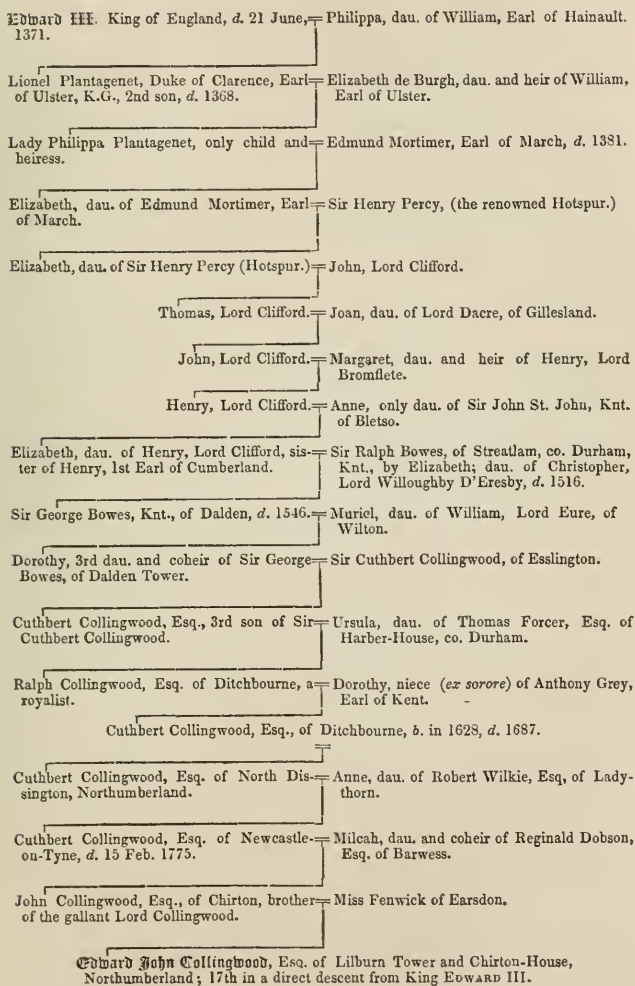 Edward III. King of England, d. 21 June, Philippa, dau. of William, Earl of Hainault.
1371.
Lionel Plantagenet, Duke of Clarence, Earl Elizabeth de Burgh, dau. and heir of William,
of Ulster, K.G., 2nd son, d. 1368. Earl of Ulster.
Lady Philippa Plantagenet, only child and Edmund Mortimer, Earl of March, d. 1381.
heiress.
Elizabeth, dau. of Edmund Mortimer, Earl Sir Henry Percy, (the renowned Hotspur.)
of March.
Elizabeth, dau. of Sir Henry Percy (Hotspur.) John, Lord Clifford.
Thomas, Lord Clifford. Joan, dau. of Lord Dacre, of Gillesland.
John, Lord Clifford. Margaret, dau. and heir of Henry, Lord
Bromflete.
Henry, Lord Clifford. Anne, only dau. of Sir John St. John, Knt.
of Bletso.
Elizabeth, dau. of Henry, Lord Clifford, sis- Sir Ralph Bowes, of Streatlam, co. Durham,
ter of Henry, 1st Earl of Cumberland. Knt., by Elizabeth; dau. of Christopher,
Lord Willoughby D'Eresby, d. 1516.
Sir George Bowes, Knt., of Dalden, d. 1546. Muriel, dau. of William, Lord Eure, of
Wilton.
Dorothy, 3rd dau. and coheir of Sir George Sir Cuthbert Collingwood, of Esslington.
Bowes, of Dalden Tower.
Cuthbert Collingwood, Esq., 3rd son of Sir Ursula, dau. of Thomas Forcer, Esq. of
Cuthbert Collingwood. Harber-House, co. Durham.
Ralph Collingwood, Esq. of Ditchbourne, a Dorothy, niece (ex sorore) of Anthony Grey,
royalist. Earl of Kent.
Cuthbert Collingwood, Esq., of Ditchbourne, b. in 1628, d. 1687.
Cuthbert Collingwood, Esq. of North Dis- Anne, dau. of Robert Wilkie, Esq, of Lady-
sington, Northumberland. thorn.
Cuthbert Collingwood, Esq. of Newcastle- Milcah, dau. and coheir of Reginald Dobson,
on-Tyne, d. 15 Feb. 1775. Esq. of Barwess.
John Collingwood, Esq., of Chirton, brother Miss Fenwick of Earsdon.
of the gallant Lord Collingwood.
Edward John Collingwood, Esq. of Lilburn Tower and Chirton-House,
Northumberland; 17th in a direct descent from King EDWARD III.